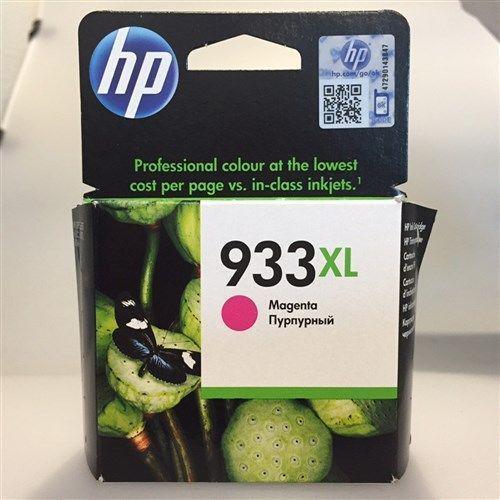 hp
hp
hp.com/go/ok
47290143847
Professional colour at the lowest
cost per page vs. in-class inkjets.¹
933XL
Magenta
Пурпурный